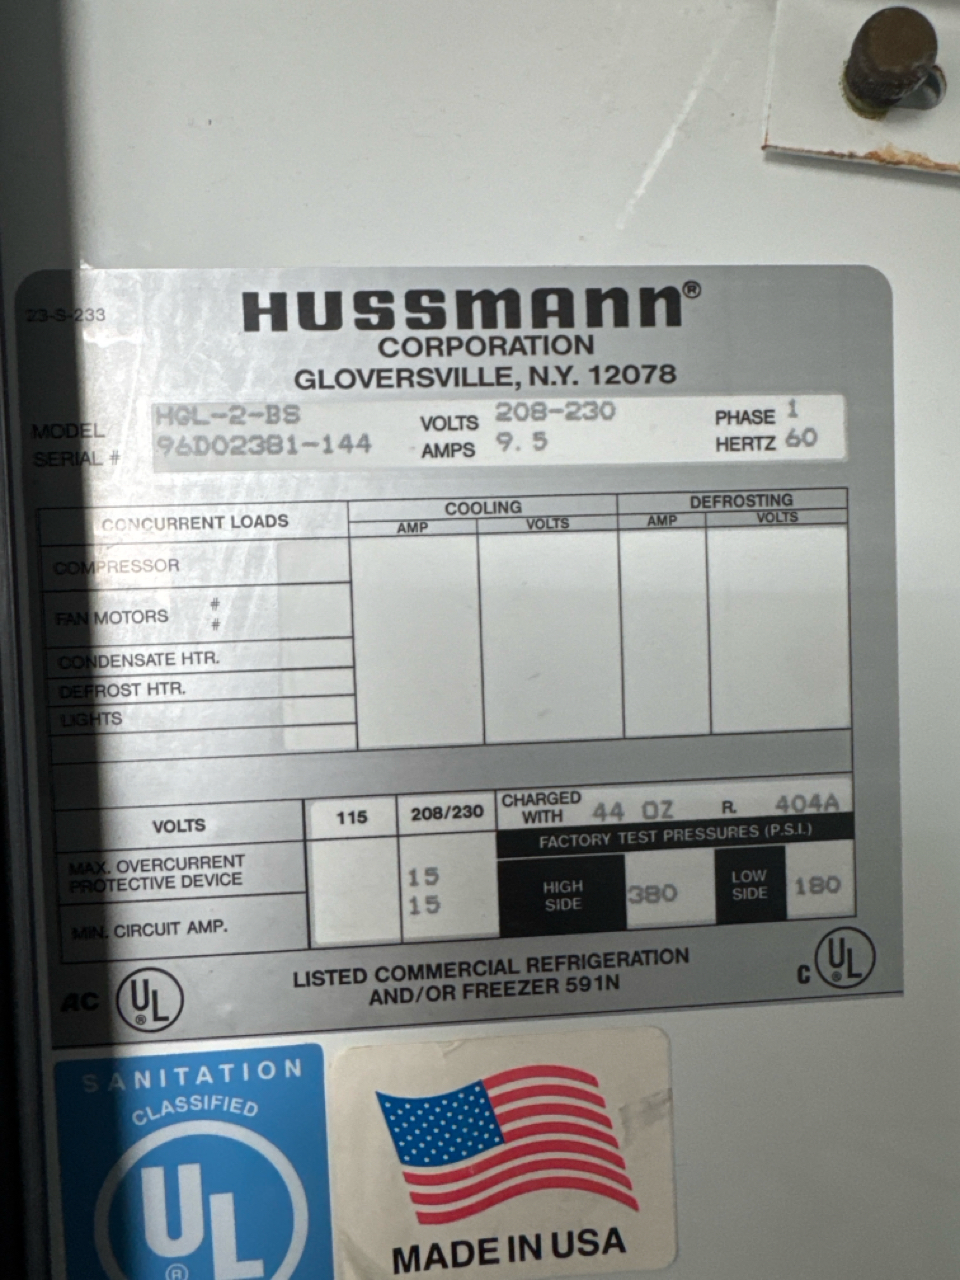 23-S-233
HUSSMANN®
CORPORATION
GLOVERSVILLE, N.Y. 12078
MODEL HGL-2-BS VOLTS 208-230 PHASE 1
SERIAL # 96D02381-144 AMPS 9.5 HERTZ 60
CONCURRENT LOADS COOLING DEFROSTING
AMP VOLTS AMP VOLTS
COMPRESSOR
FAN MOTORS #
#
CONDENSATE HTR.
DEFROST HTR.
LIGHTS
VOLTS 115 208/230 CHARGED WITH 44 OZ R. 404A
FACTORY TEST PRESSURES (P.S.I.)
MAX. OVERCURRENT
PROTECTIVE DEVICE 15
HIGH SIDE 380 LOW SIDE 180
MIN. CIRCUIT AMP. 15
LISTED COMMERCIAL REFRIGERATION
AND/OR FREEZER 591N
AC UL ®
C UL ®
SANITATION
CLASSIFIED
UL
®
MADE IN USA